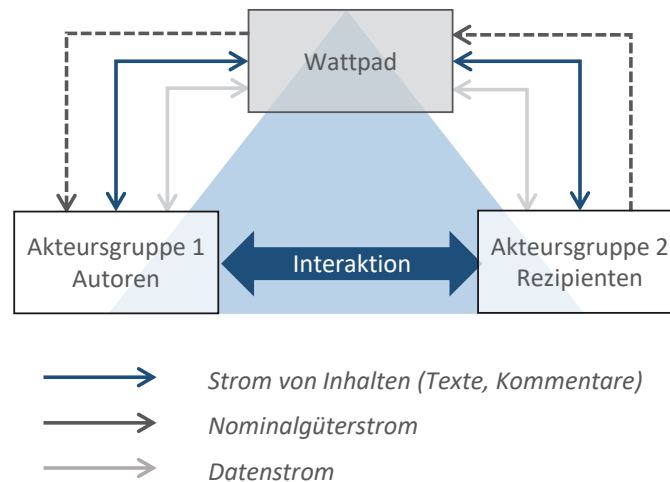 Wattpad
Akteursgruppe 1
Autoren
Interaktion
Akteursgruppe 2
Rezipienten
Strom von Inhalten (Texte, Kommentare)
Nominalgüterstrom
Datenstrom